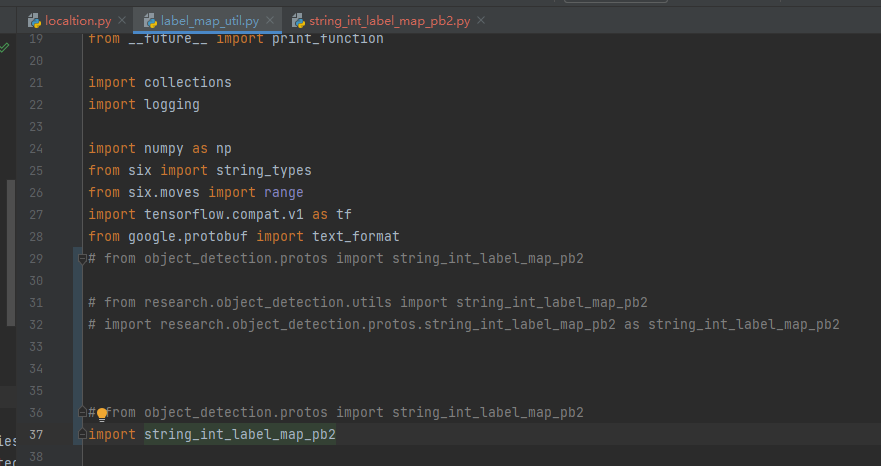 localtion.py
label_map_util.py
string_int_label_map_pb2.py
19 from __future__ import print_function
20
21 import collections
22 import logging
23
24 import numpy as np
25 from six import string_types
26 from six.moves import range
27 import tensorflow.compat.v1 as tf
28 from google.protobuf import text_format
29 # from object_detection.protos import string_int_label_map_pb2
30
31 # from research.object_detection.utils import string_int_label_map_pb2
32 # import research.object_detection.protos.string_int_label_map_pb2 as string_int_label_map_pb2
33
34
35
36 # from object_detection.protos import string_int_label_map_pb2
37 import string_int_label_map_pb2
38